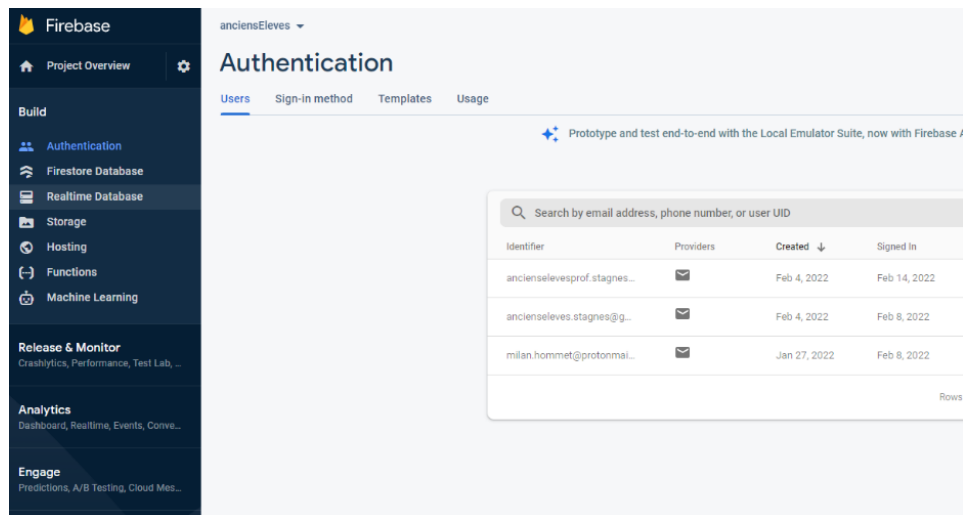 Firebase
Project Overview
Build
Authentication
Firestore Database
Realtime Database
Storage
Hosting
Functions
Machine Learning
Release & Monitor
Crashlytics, Performance, Test Lab, ...
Analytics
Dashboard, Realtime, Events, Conve...
Engage
Predictions, A/B Testing, Cloud Mes...
anciensEleves
Authentication
Users Sign-in method Templates Usage
Prototype and test end-to-end with the Local Emulator Suite, now with Firebase A
Search by email address, phone number, or user UID
Identifier Providers Created Signed In
ancienselevesprof.stagnes... Feb 4, 2022 Feb 14, 2022
ancienseleves.stagnes@g... Feb 4, 2022 Feb 8, 2022
milan.hommet@protonmai... Jan 27, 2022 Feb 8, 2022
Rows